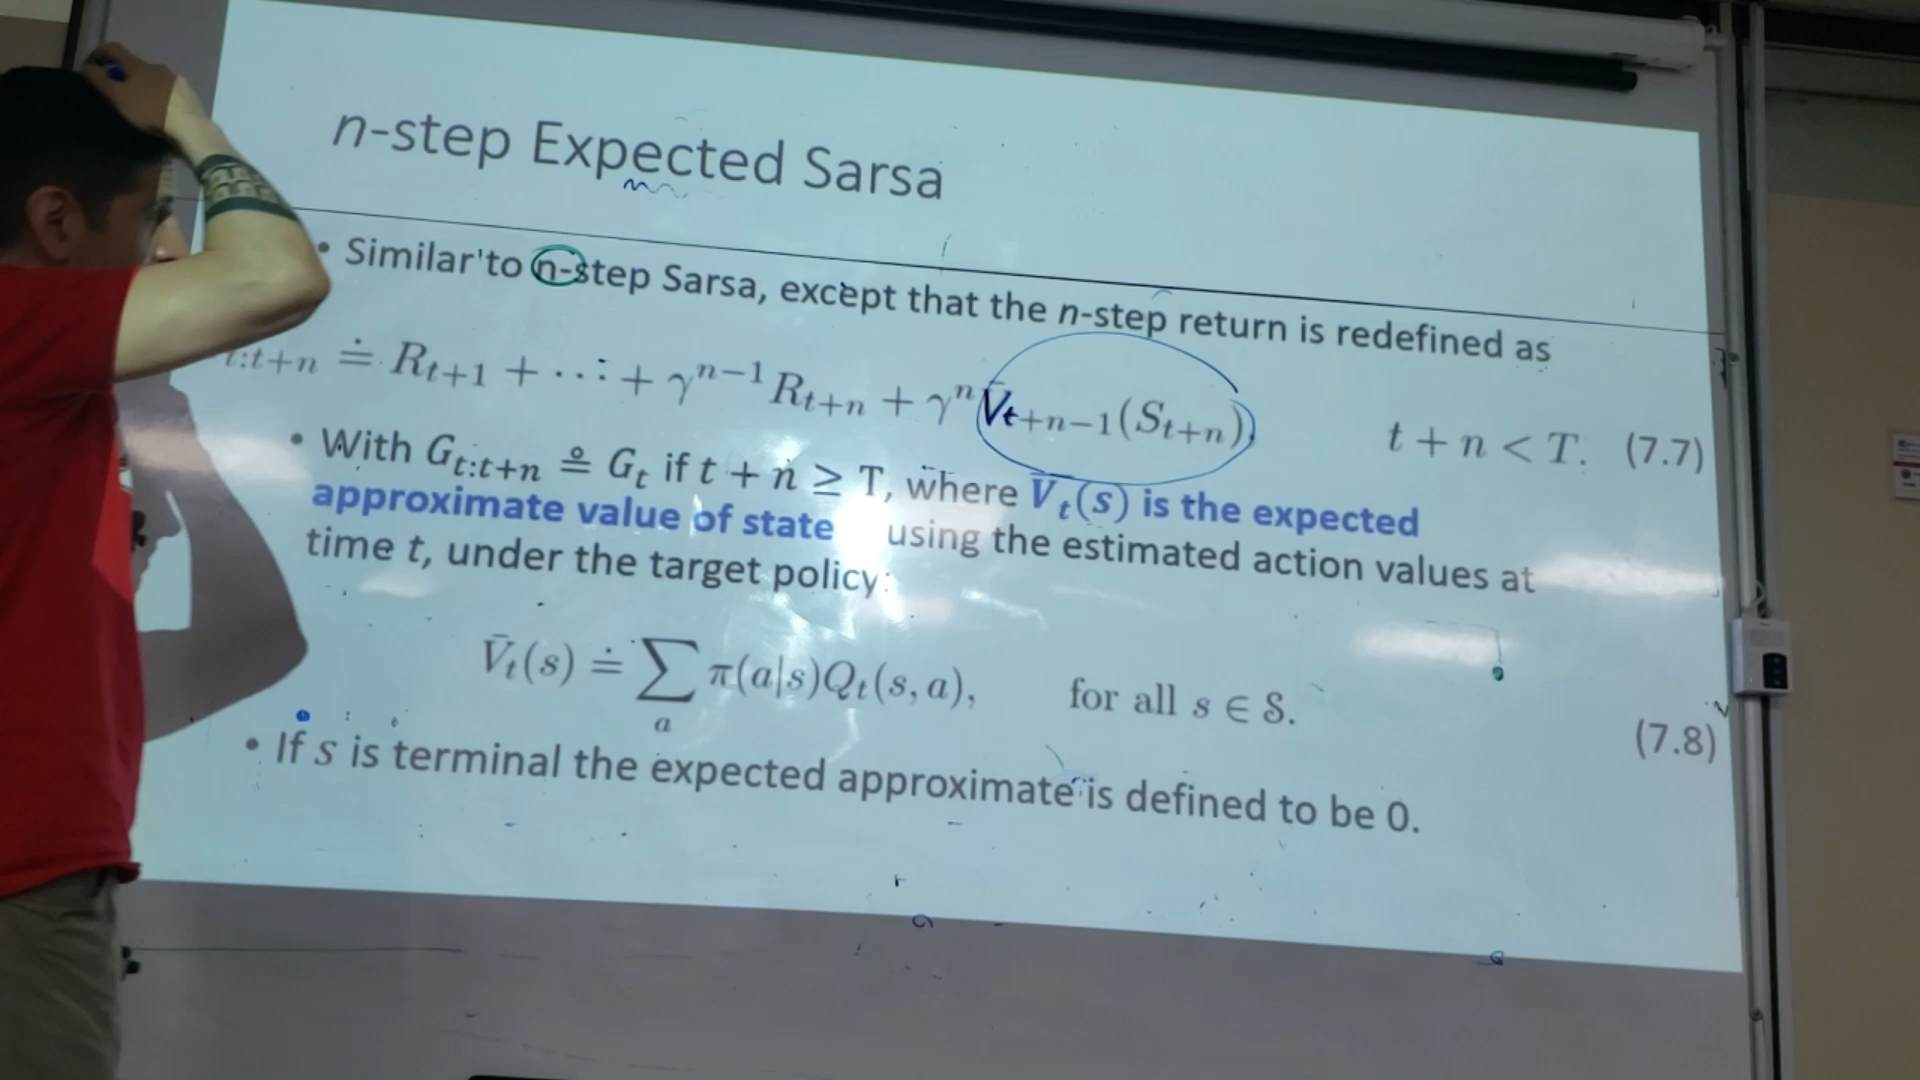 n-step Expected Sarsa
• Similar to n-step Sarsa, except that the n-step return is redefined as
t:t+n ≐ R_{t+1} + ⋯ + γ^{n−1} R_{t+n} + γ^n V̄_{t+n−1}(S_{t+n}), t + n < T. (7.7)
• With G_{t:t+n} ≐ G_t if t + n ≥ T, where V̄_t(s) is the expected
approximate value of state using the estimated action values at
time t, under the target policy:
V̄_t(s) ≐ ∑_a π(a|s)Q_t(s, a), for all s ∈ S. (7.8)
• If s is terminal the expected approximate is defined to be 0.